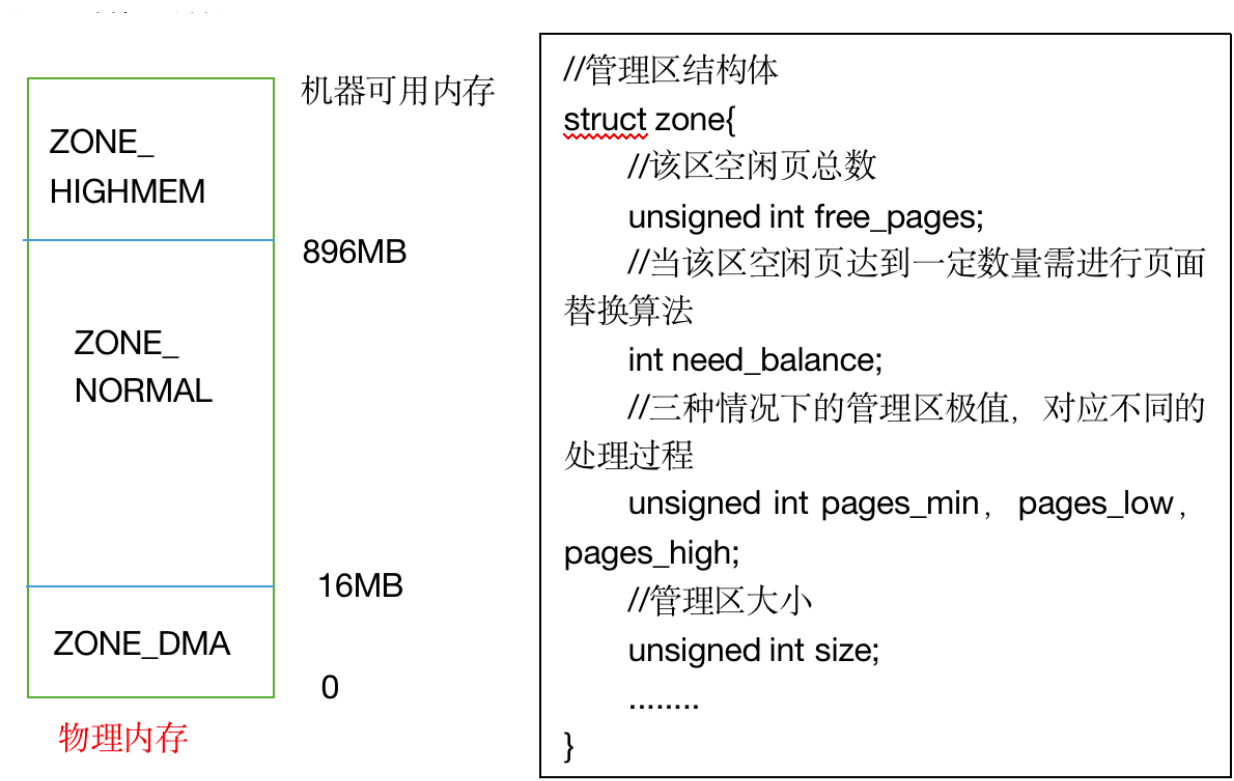 机器可用内存
ZONE_
HIGHMEM
896MB
ZONE_
NORMAL
16MB
ZONE_DMA
0
物理内存
//管理区结构体
struct zone{
//该区空闲页总数
unsigned int free_pages;
//当该区空闲页达到一定数量需进行页面
替换算法
int need_balance;
//三种情况下的管理区极值，对应不同的
处理过程
unsigned int pages_min，pages_low，
pages_high;
//管理区大小
unsigned int size;
........
}